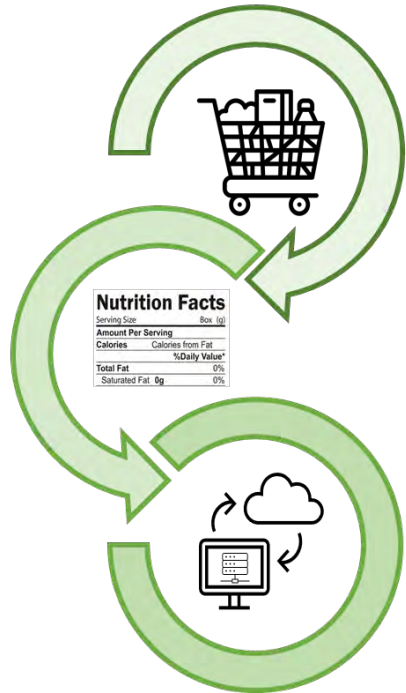 Nutrition Facts
Serving Size Box (g)
Amount Per Serving
Calories Calories from Fat
%Daily Value*
Total Fat 0%
Saturated Fat 0g 0%